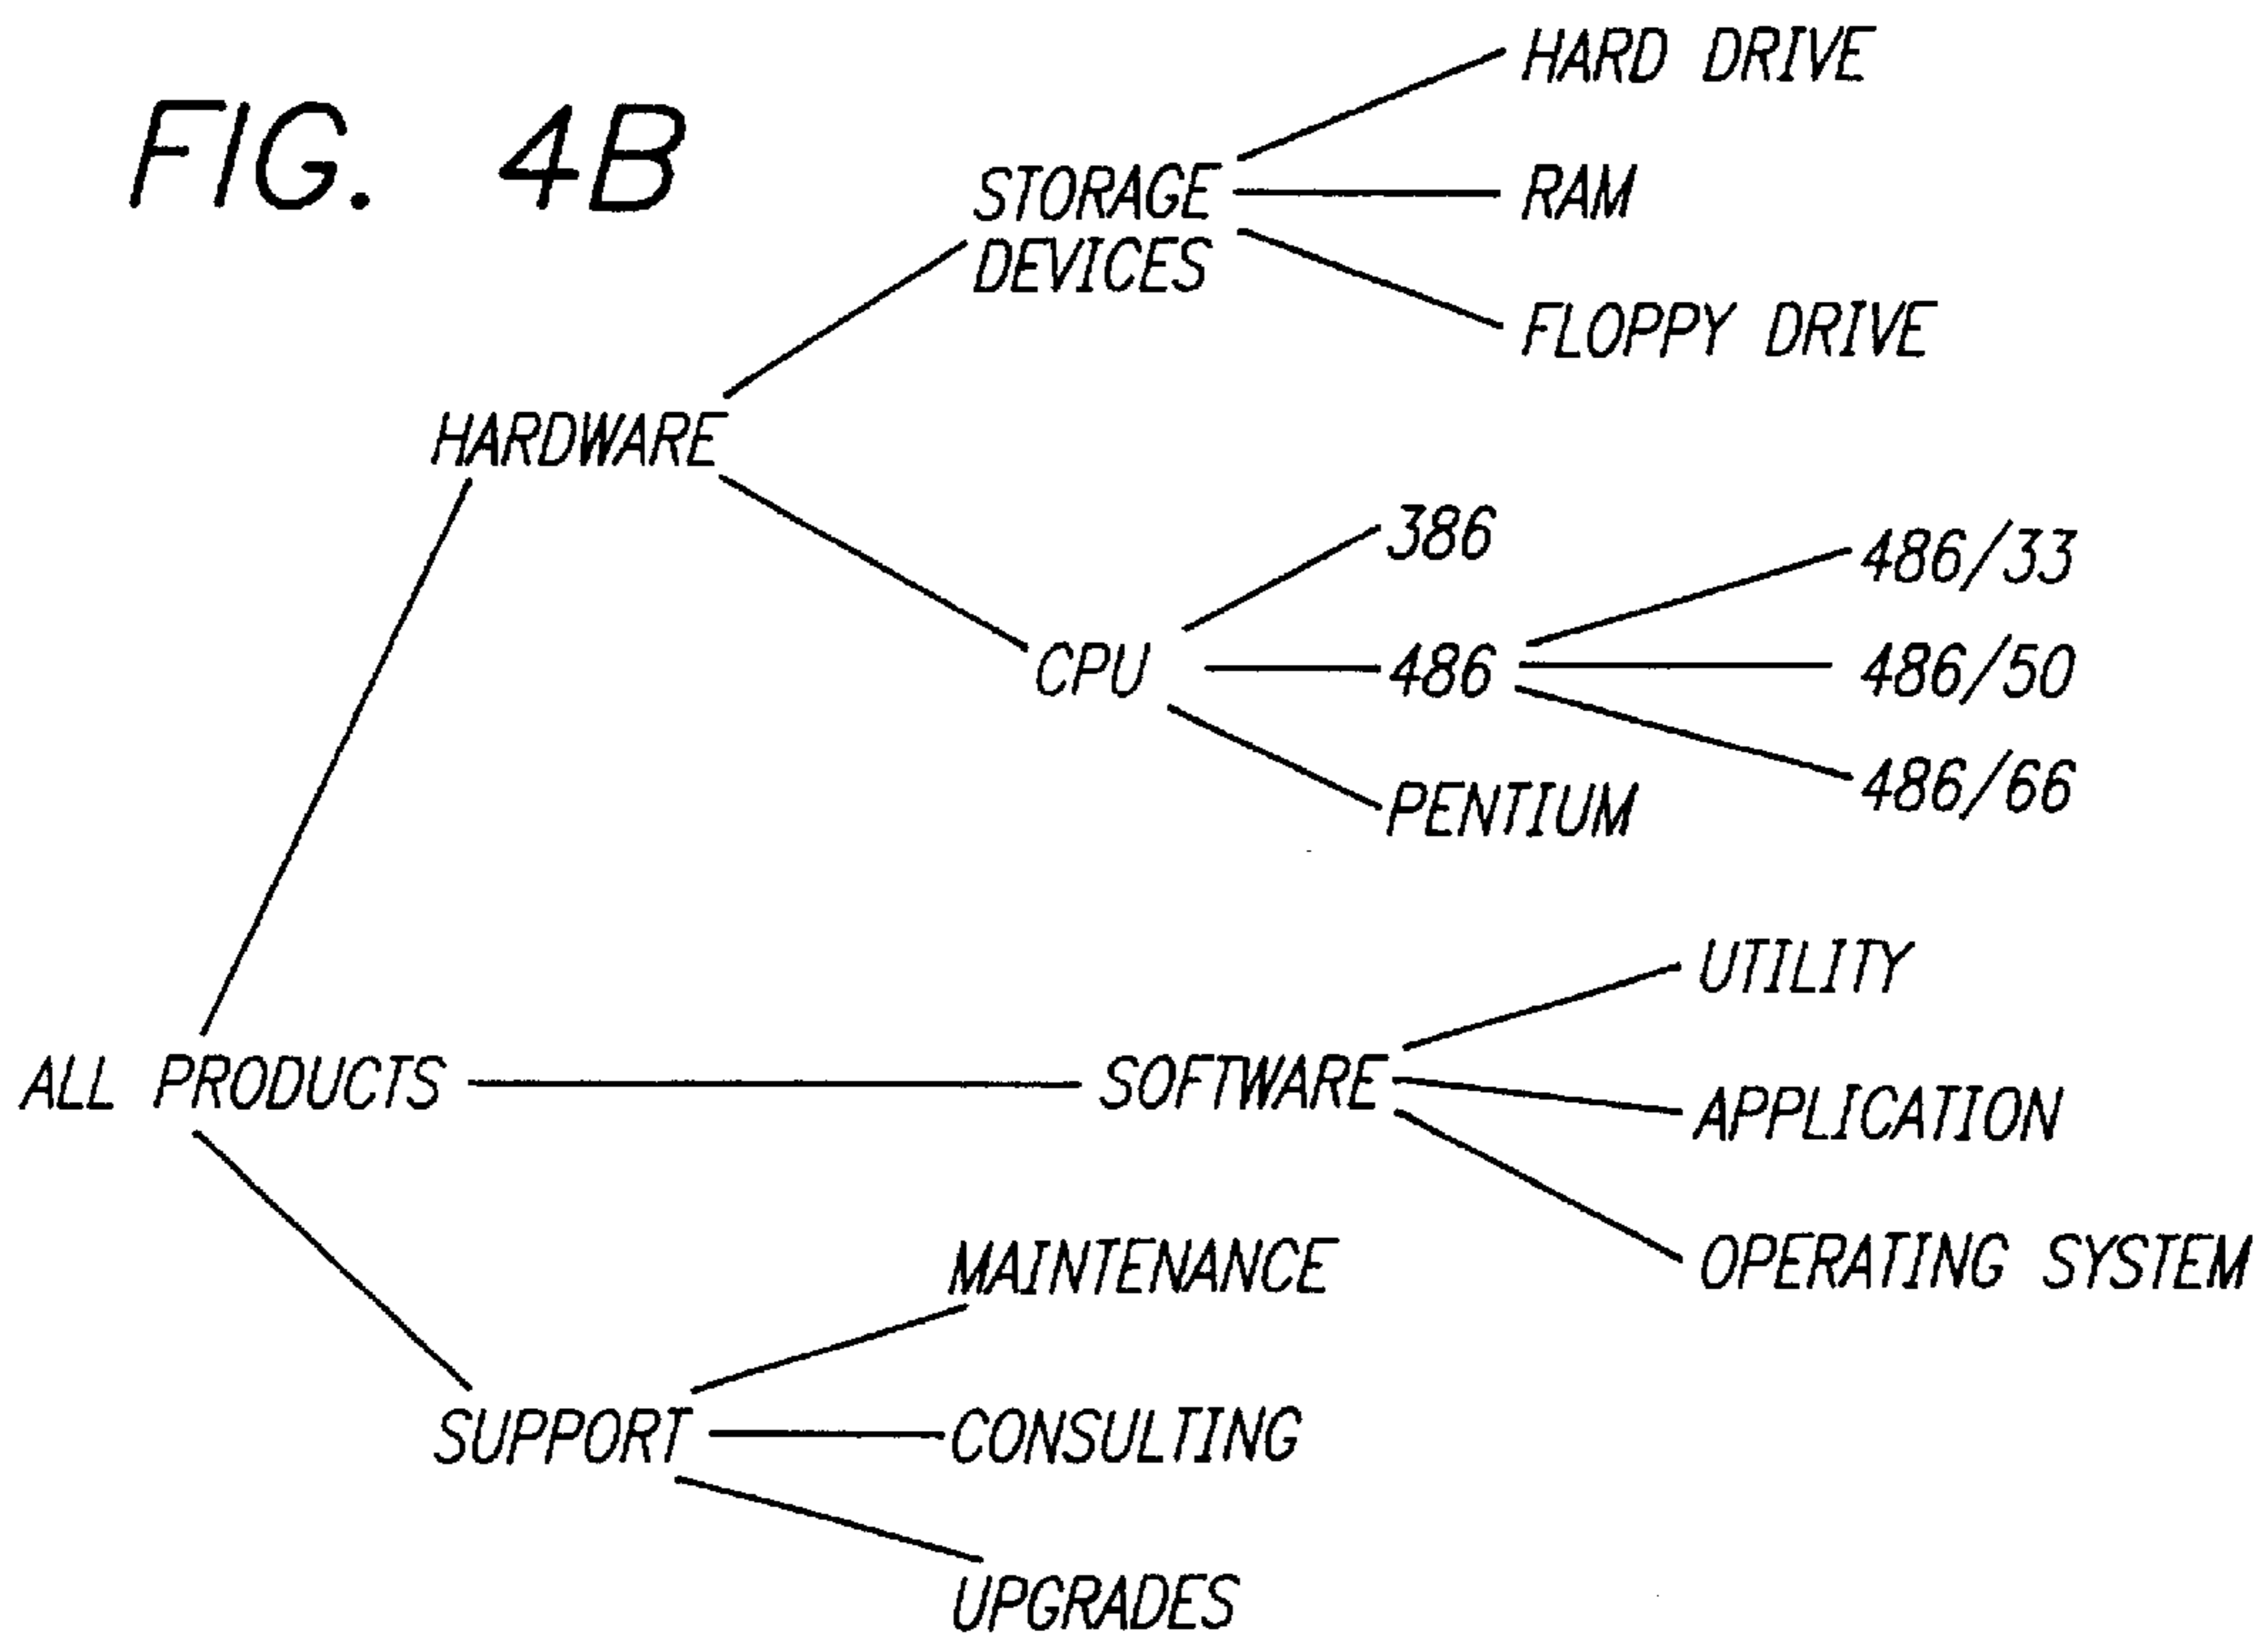 FIG. 4B
HARD DRIVE
STORAGE
DEVICES
RAM
FLOPPY DRIVE
HARDWARE
386
486/33
CPU
486
486/50
PENTIUM
486/66
UTILITY
ALL PRODUCTS
SOFTWARE
APPLICATION
OPERATING SYSTEM
MAINTENANCE
SUPPORT
CONSULTING
UPGRADES